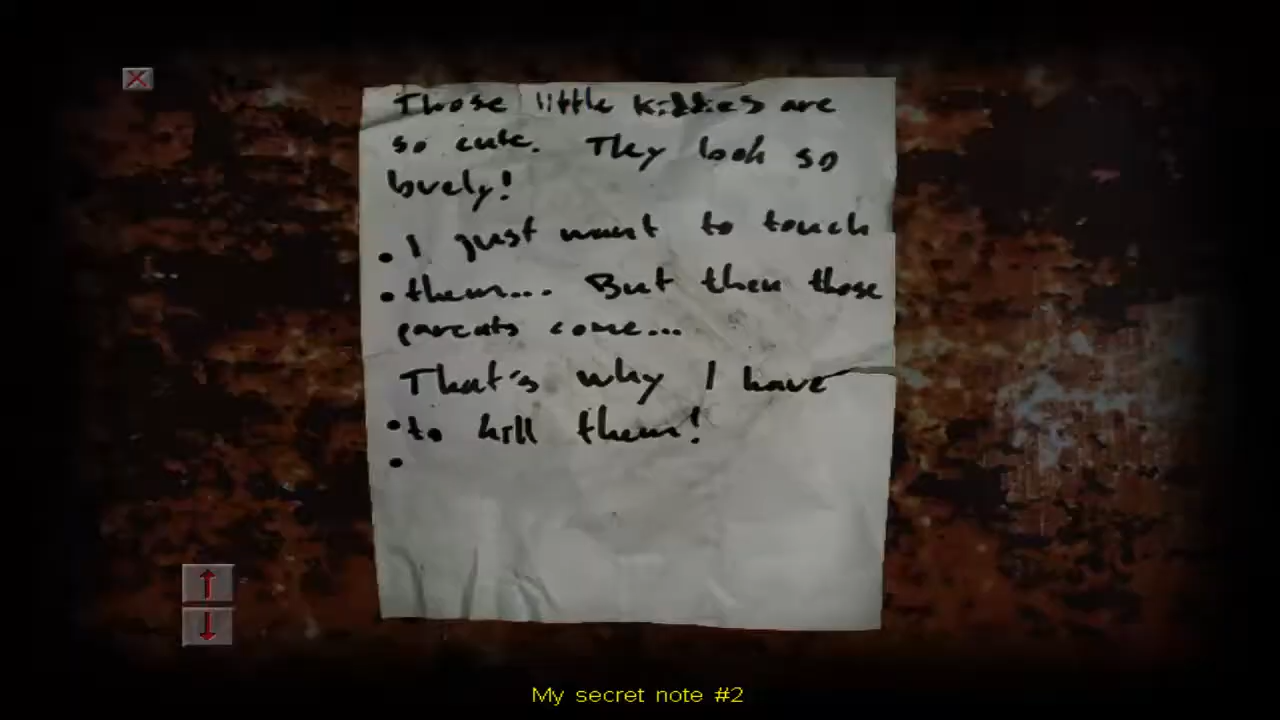 Those little are
so cute. They look so
lovely!
I just want to touch
them... But then those
parents come...
That's why I have
to kill them!
My secret note #2